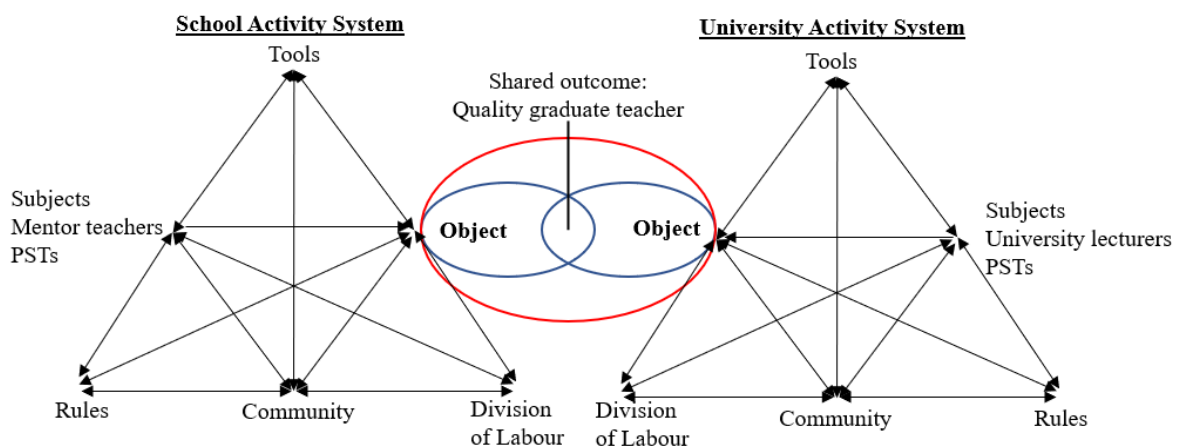 School Activity System
Tools
Subjects
Mentor teachers
PSTs
Rules
Community
Division
of Labour
Shared outcome:
Quality graduate teacher
Object
Object
University Activity System
Tools
Subjects
University lecturers
PSTs
Division
of Labour
Community
Rules